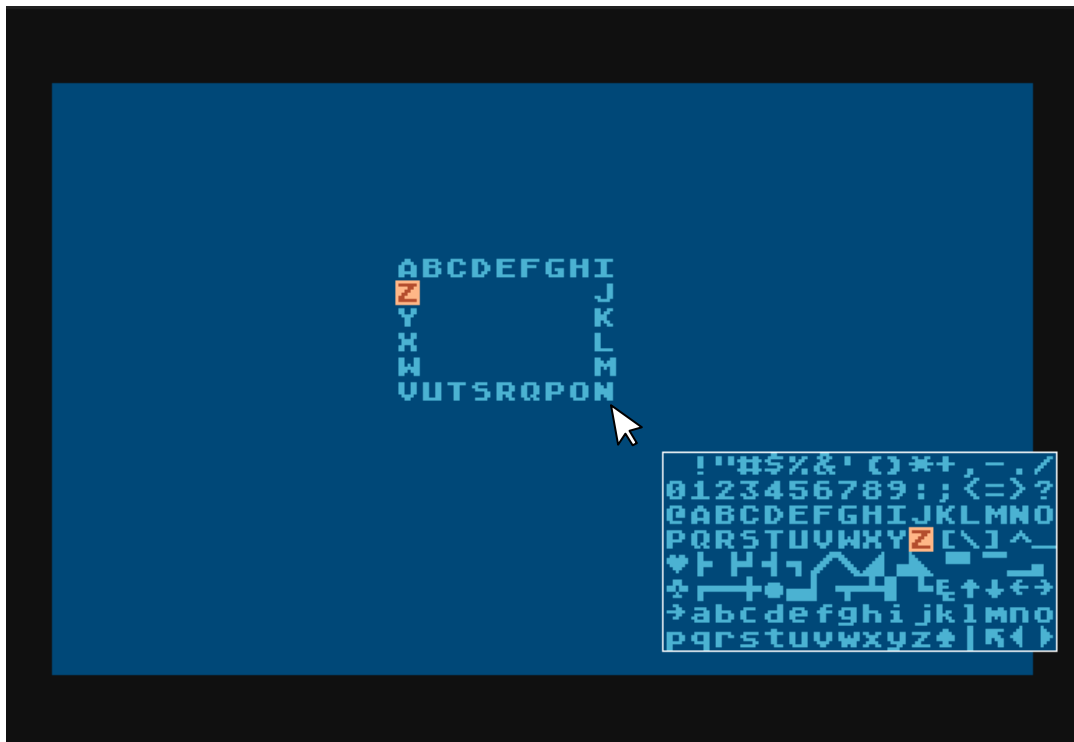 ABCDEFGHI
Z J
Y K
X L
W M
VUTSRQPON
!"#$%&'()*+,-./
0123456789:;<=>?
@ABCDEFGHIJKLMNO
PQRSTUVWXYZ[\]^_
♥
♣ ↑↓←→
→abcdefghijklmno
pqrstuvwxyz♠|↖◀▶